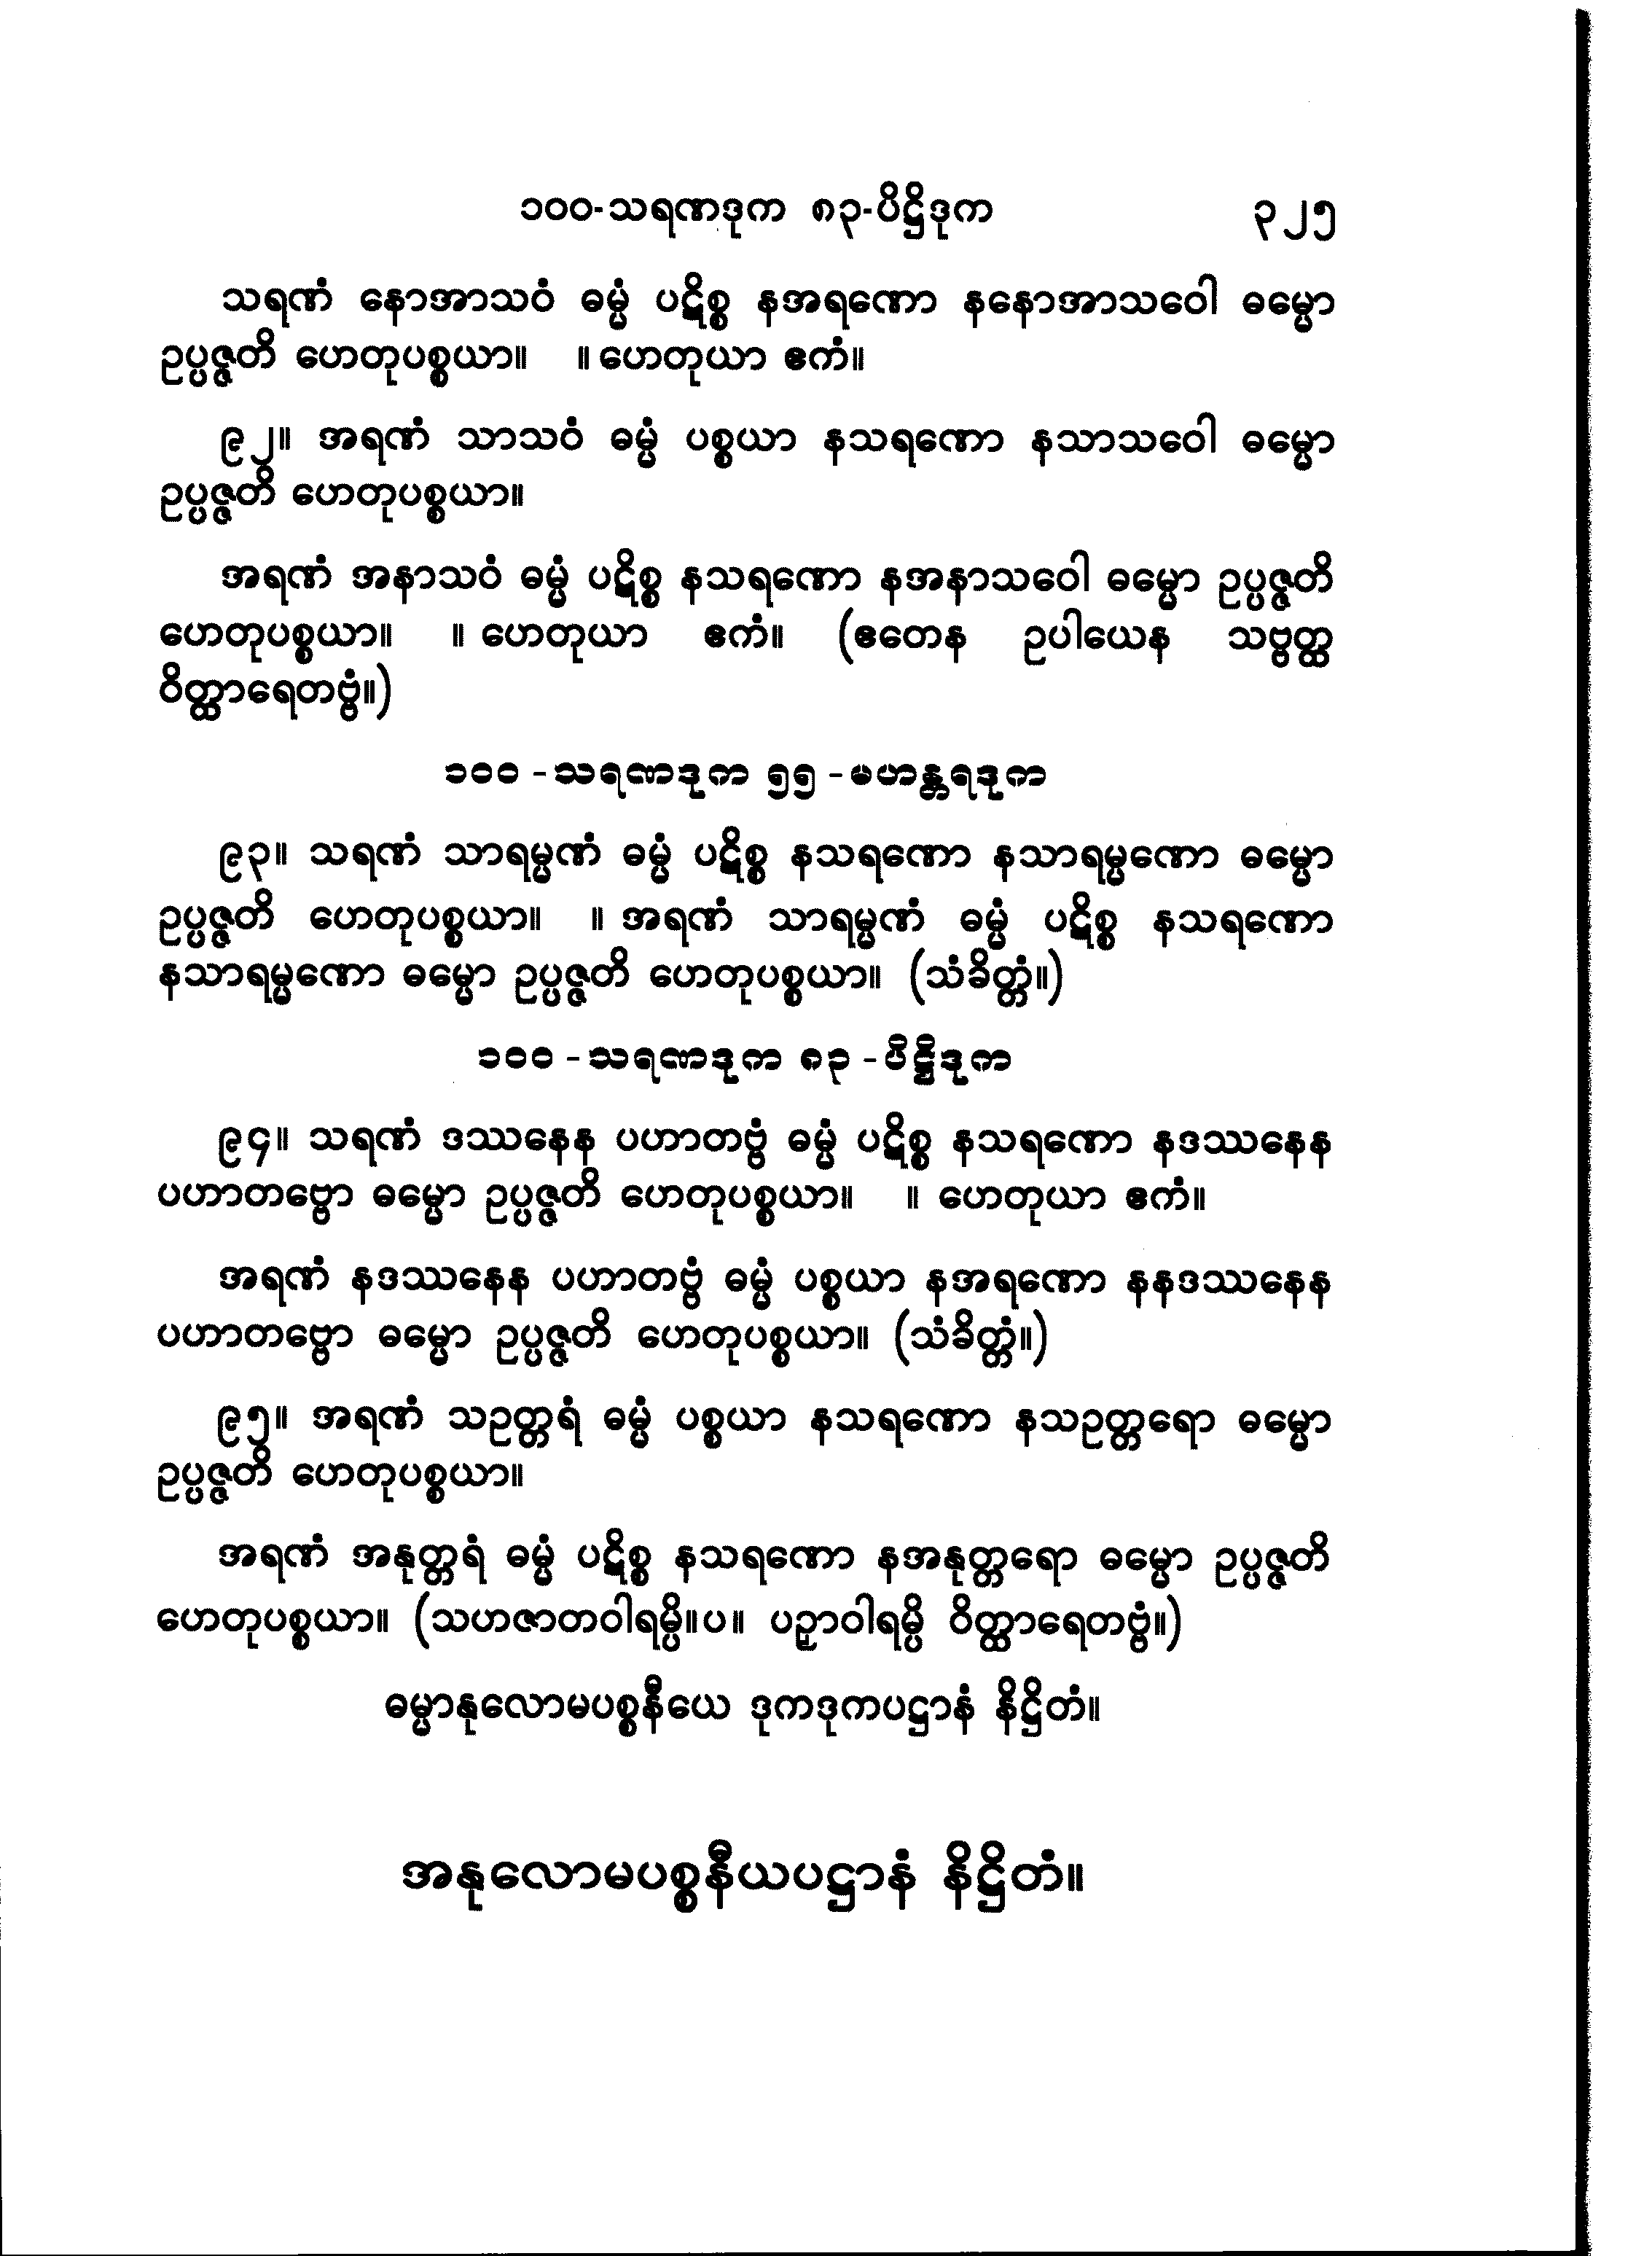 ၁၀၀-သရဏဒုက ၈၃-ပိဋ္ဌိဒုက ၃၂၅
သရဏံ နောအာသဝံ ဓမ္မံ ပဋိစ္စ နအရဏော နနောအာသဝေါ ဓမ္မော
ဥပ္ပဇ္ဇတိ ဟေတုပစ္စယာ။ ။ ဟေတုယာ ဧကံ။
၉၂။ အရဏံ သာသဝံ ဓမ္မံ ပစ္စယာ နသရဏော နသာသဝေါ ဓမ္မော
ဥပ္ပဇ္ဇတိ ဟေတုပစ္စယာ။
အရဏံ အနာသဝံ ဓမ္မံ ပဋိစ္စ နသရဏော နအနာသဝေါ ဓမ္မော ဥပ္ပဇ္ဇတိ
ဟေတုပစ္စယာ။ ။ ဟေတုယာ ဧကံ။ (ဧတေန ဥပါယေန သဗ္ဗတ္ထ
ဝိတ္ထာရေတဗ္ဗံ။)
၁၀၀ - သရဏဒုက ၅၅ - မဟန္တရဒုက
၉၃။ သရဏံ သာရမ္မဏံ ဓမ္မံ ပဋိစ္စ နသရဏော နသာရမ္မဏော ဓမ္မော
ဥပ္ပဇ္ဇတိ ဟေတုပစ္စယာ။ ။ အရဏံ သာရမ္မဏံ ဓမ္မံ ပဋိစ္စ နသရဏော
နသာရမ္မဏော ဓမ္မော ဥပ္ပဇ္ဇတိ ဟေတုပစ္စယာ။ (သံခိတ္တံ။)
၁၀၀ - သရဏဒုက ၈၃ - ပိဋ္ဌိဒုက
၉၄။ သရဏံ ဒဿနေန ပဟာတဗ္ဗံ ဓမ္မံ ပဋိစ္စ နသရဏော နဒဿနေန
ပဟာတဗ္ဗော ဓမ္မော ဥပ္ပဇ္ဇတိ ဟေတုပစ္စယာ။ ။ ဟေတုယာ ဧကံ။
အရဏံ နဒဿနေန ပဟာတဗ္ဗံ ဓမ္မံ ပစ္စယာ နအရဏော နနဒဿနေန
ပဟာတဗ္ဗော ဓမ္မော ဥပ္ပဇ္ဇတိ ဟေတုပစ္စယာ။ (သံခိတ္တံ။)
၉၅။ အရဏံ သဥတ္တရံ ဓမ္မံ ပစ္စယာ နသရဏော နသဥတ္တရော ဓမ္မော
ဥပ္ပဇ္ဇတိ ဟေတုပစ္စယာ။
အရဏံ အနုတ္တရံ ဓမ္မံ ပဋိစ္စ နသရဏော နအနုတ္တရော ဓမ္မော ဥပ္ပဇ္ဇတိ
ဟေတုပစ္စယာ။ (သဟဇာတဝါရမ္ပိ။ပ။ ပဉှာဝါရမ္ပိ ဝိတ္ထာရေတဗ္ဗံ။)
ဓမ္မာနုလောမပစ္စနီယေ ဒုကဒုကပဋ္ဌာနံ နိဋ္ဌိတံ။
အနုလောမပစ္စနီယပဋ္ဌာနံ နိဋ္ဌိတံ။